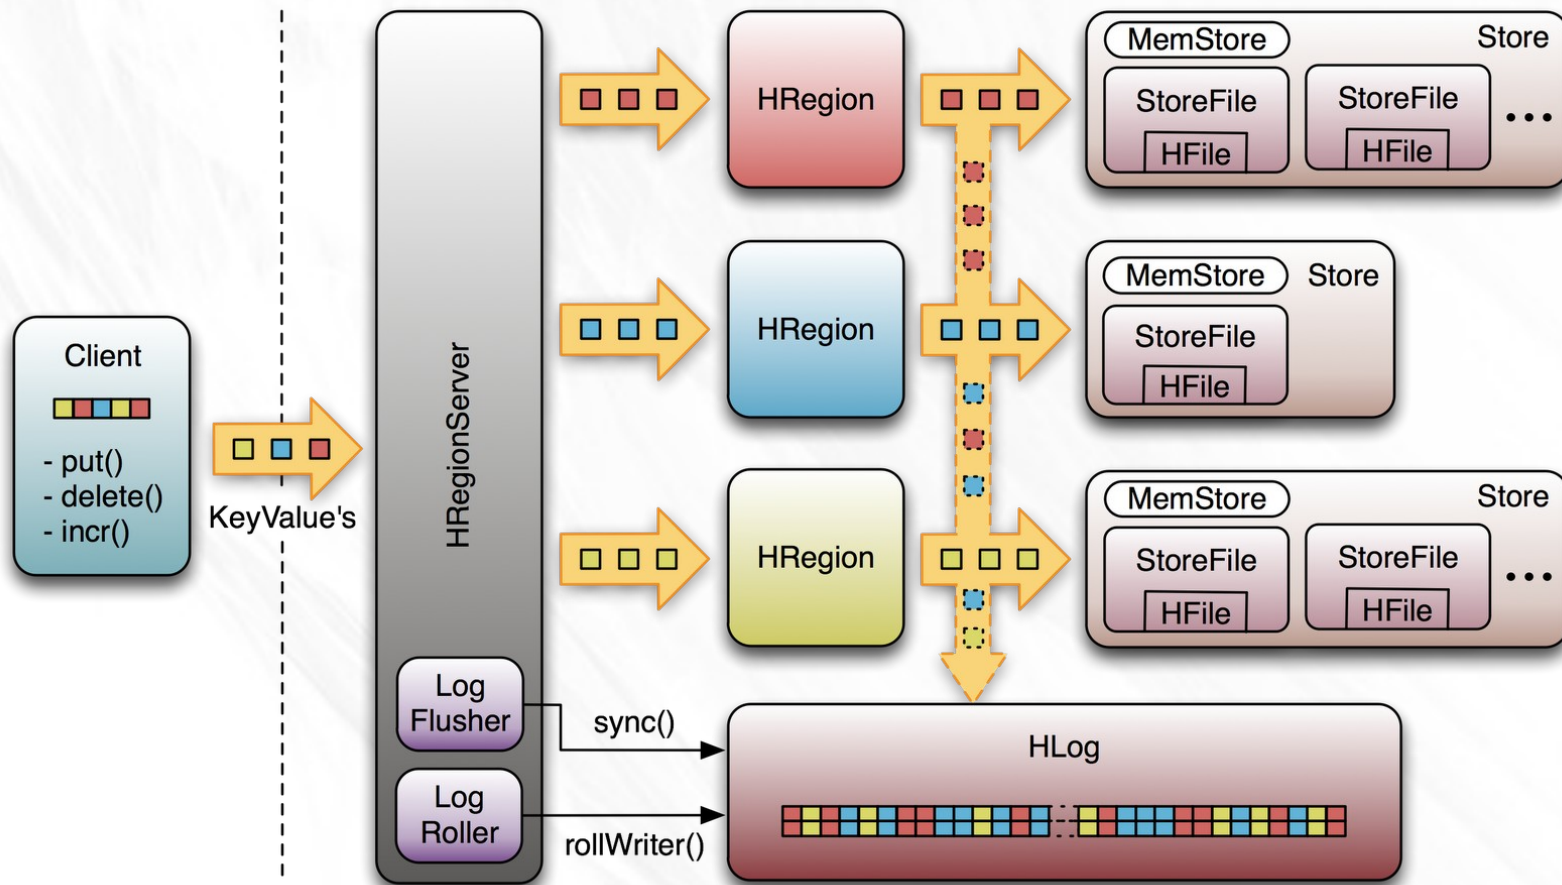 Client
- put()
- delete()
- incr()
KeyValue's
HRegionServer
Log
Flusher
Log
Roller
sync()
rollWriter()
HRegion
MemStore
Store
StoreFile
HFile
StoreFile
HFile
...
HRegion
MemStore
Store
StoreFile
HFile
HRegion
MemStore
Store
StoreFile
HFile
StoreFile
HFile
...
HLog